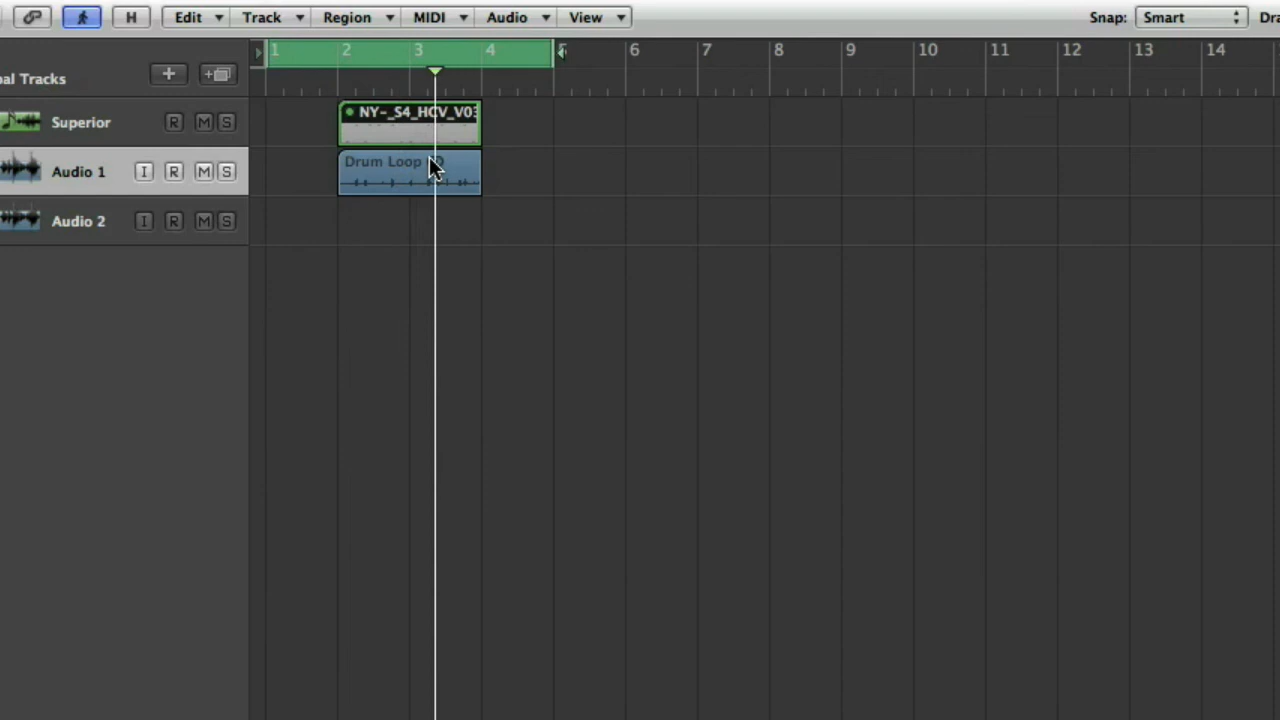 H Edit Track Region MIDI Audio View Snap: Smart Dra
1 2 3 4 5 6 7 8 9 10 11 12 13 14
bal Tracks
Superior R M S
NY-_S4_HCV_V03
Audio 1 I R M S
Drum Loop
Audio 2 I R M S